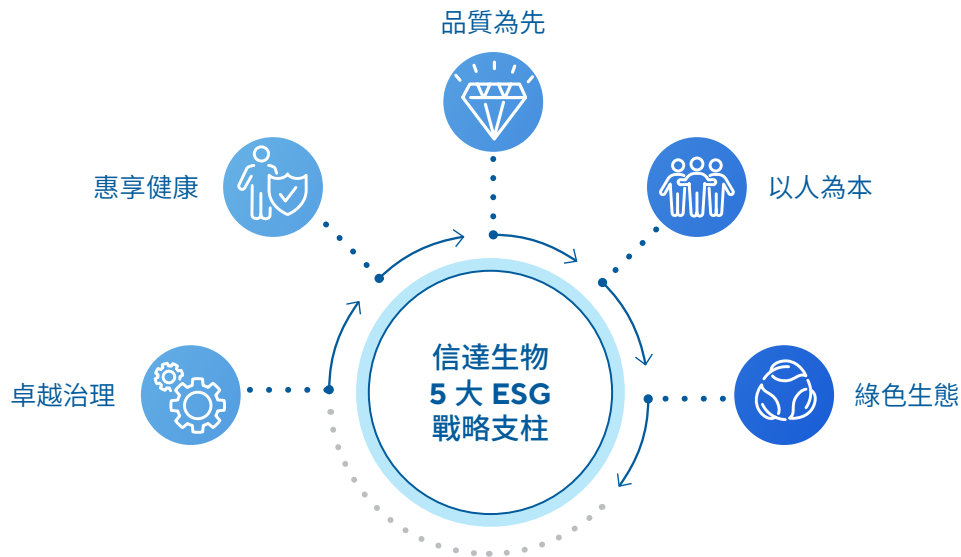 品質為先
惠享健康
以人為本
信達生物
5 大 ESG
戰略支柱
卓越治理
綠色生態